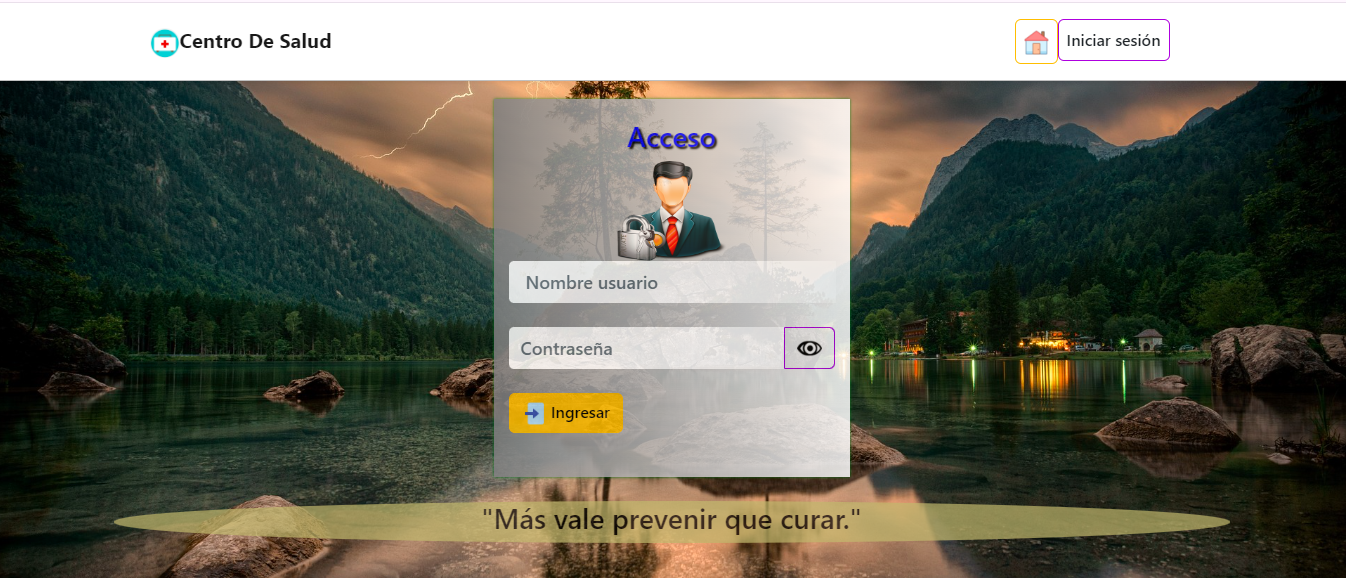 Centro De Salud
Iniciar sesión
Acceso
Nombre usuario
Contraseña
Ingresar
"Más vale prevenir que curar."